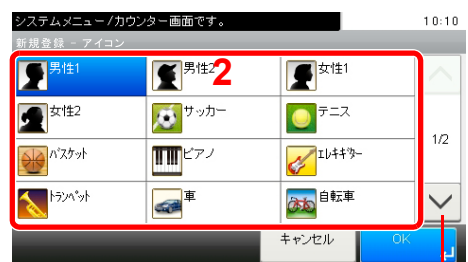 システムメニュー/カウンター画面です。 10:10
新規登録 - アイコン
男性1 男性2 女性1
2
女性2 サッカー テニス
1/2
バスケット ピアノ エレキギター
トランペット 車 自転車
キャンセル OK